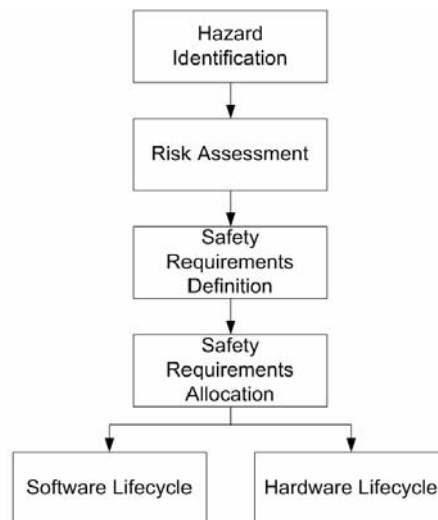 Hazard
Identification
Risk Assessment
Safety
Requirements
Definition
Safety
Requirements
Allocation
Software Lifecycle
Hardware Lifecycle